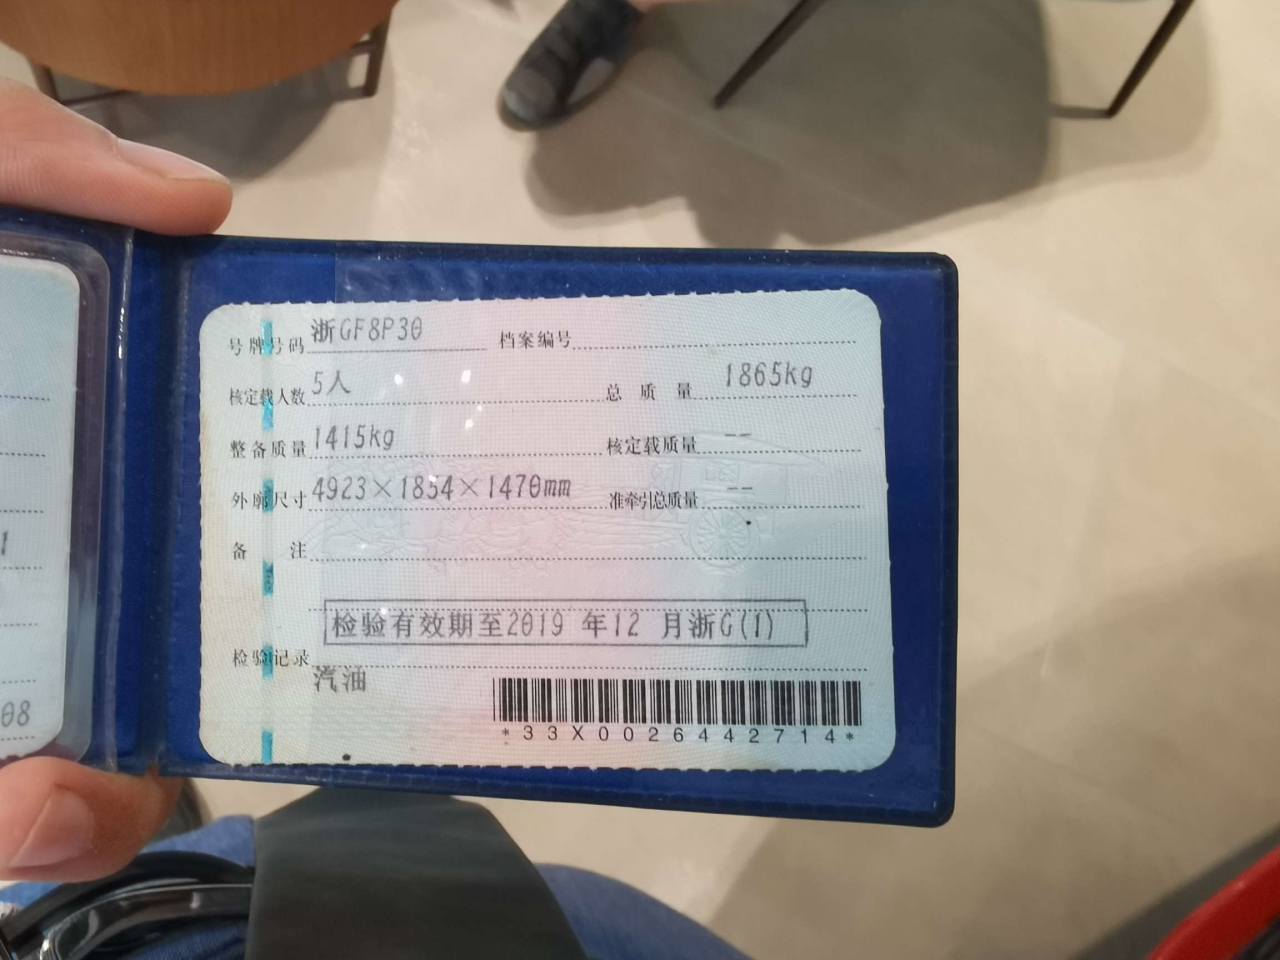 号牌号码 浙GF8P30 档案编号
核定载人数 5人 总质量 1865kg
整备质量 1415kg 核定载质量 --
外廓尺寸 4923×1854×1470mm 准牵引总质量 --
备注
检验有效期至2019 年12 月浙G(1)
检验记录
汽油
*33X0026442714*
1
08